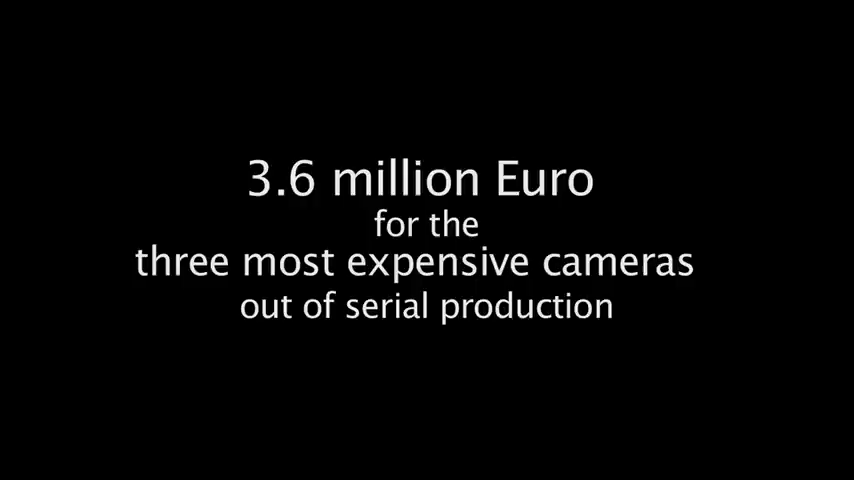 3.6 million Euro
for the
three most expensive cameras
out of serial production